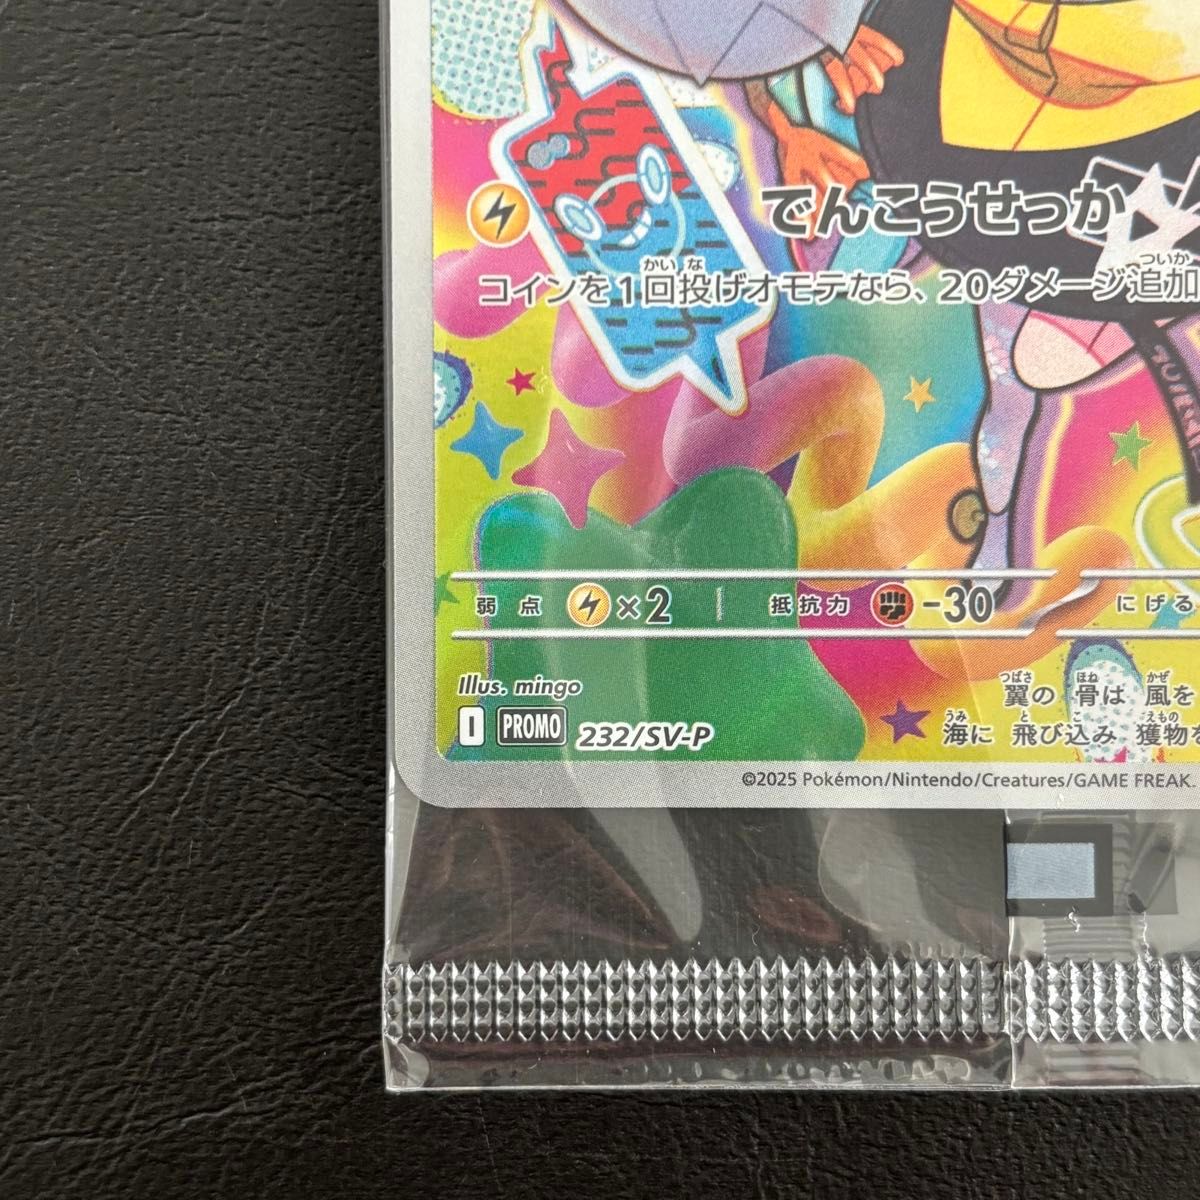 でんこうせっか
コインを1回投げオモテなら、20ダメージ追加
弱点 ×2 抵抗力 -30 にげる
Illus. mingo
I PROMO 232/SV-P
翼の 骨は 風を
海に 飛び込み 獲物を
©2025 Pokémon/Nintendo/Creatures/GAME FREAK.